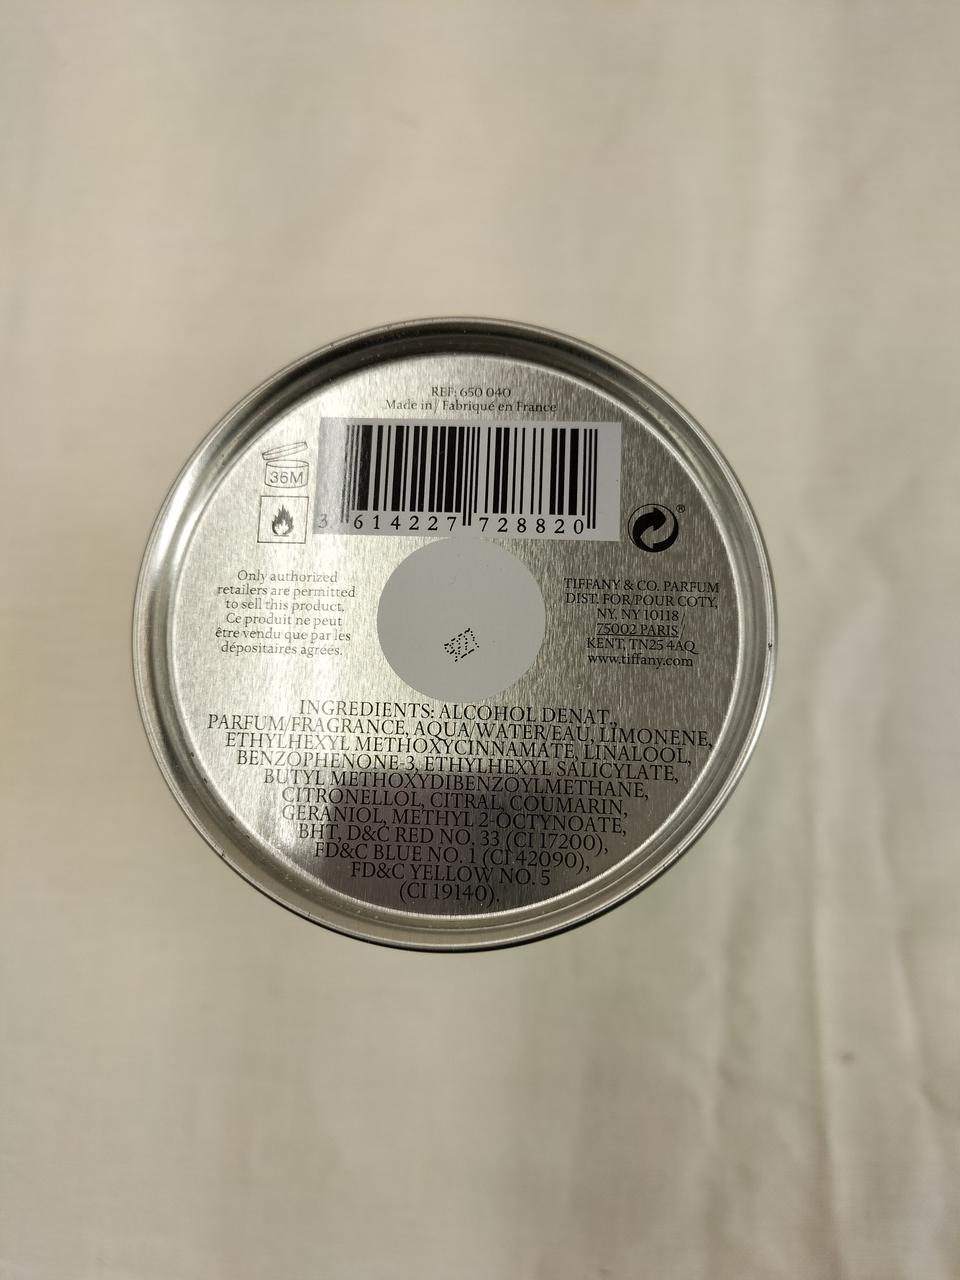 REF: 650 040
Made in / Fabriqué en France
36M
3 614227 728820
®
Only authorized
retailers are permitted
to sell this product.
Ce produit ne peut
être vendu que par les
dépositaires agréés.
TIFFANY & CO. PARFUM
DIST. FOR/POUR COTY,
NY, NY 10118 /
75002 PARIS /
KENT, TN25 4AQ
www.tiffany.com
INGREDIENTS: ALCOHOL DENAT.,
PARFUM/FRAGRANCE, AQUA/WATER/EAU, LIMONENE,
ETHYLHEXYL METHOXYCINNAMATE, LINALOOL,
BENZOPHENONE-3, ETHYLHEXYL SALICYLATE,
BUTYL METHOXYDIBENZOYLMETHANE,
CITRONELLOL, CITRAL, COUMARIN,
GERANIOL, METHYL 2-OCTYNOATE,
BHT, D&C RED NO. 33 (CI 17200),
FD&C BLUE NO. 1 (CI 42090),
FD&C YELLOW NO. 5
(CI 19140).